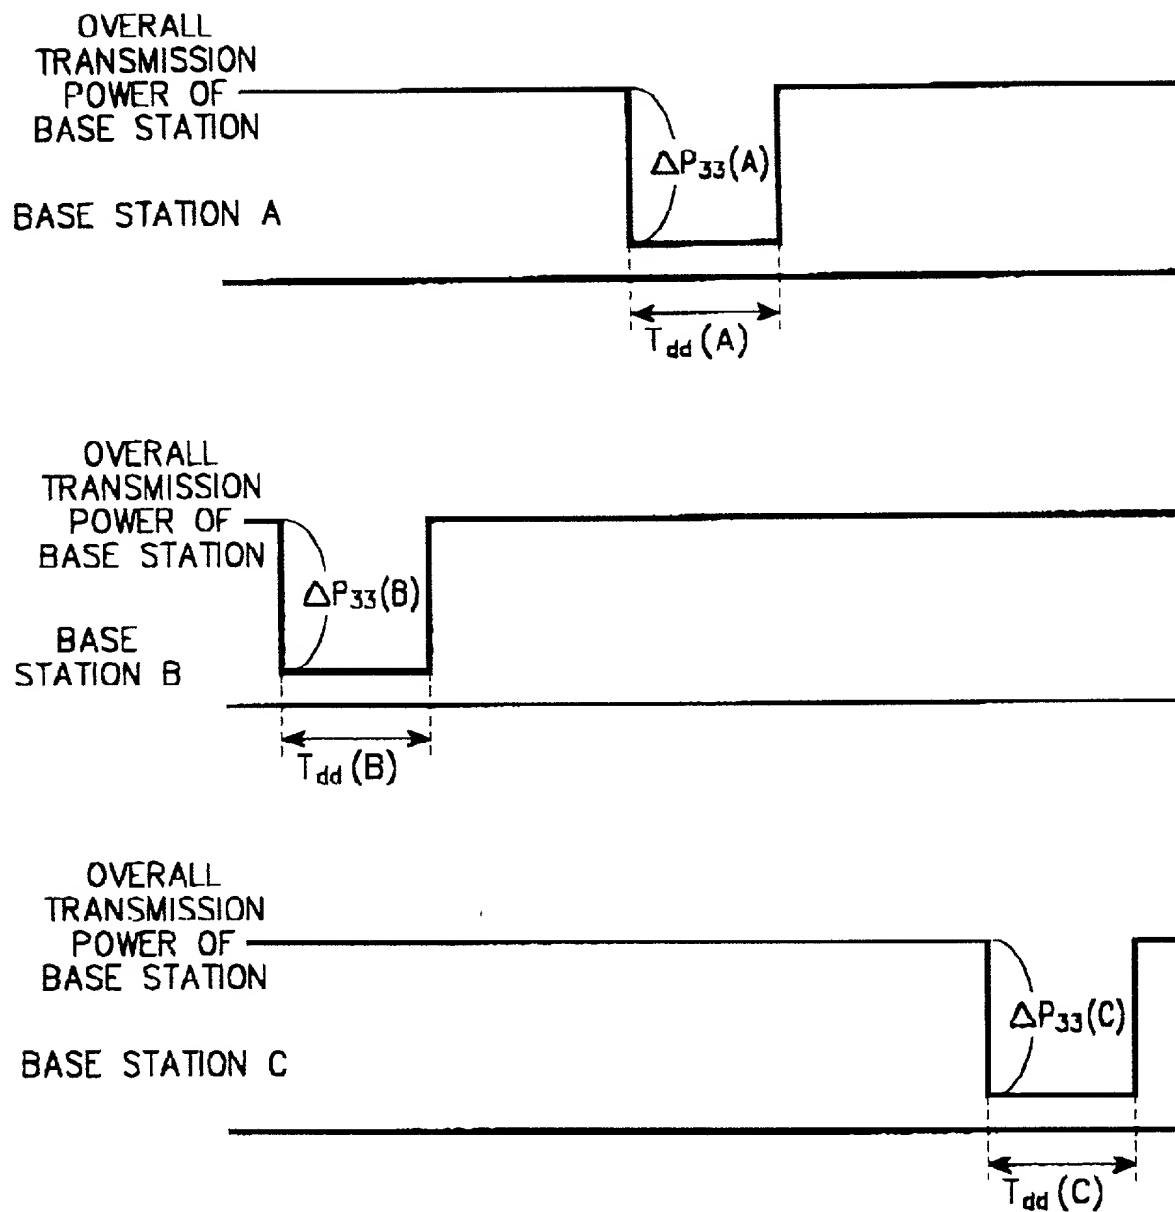 OVERALL
TRANSMISSION
POWER OF
BASE STATION
ΔP33(A)
BASE STATION A
Tdd(A)
OVERALL
TRANSMISSION
POWER OF
BASE STATION
ΔP33(B)
BASE
STATION B
Tdd(B)
OVERALL
TRANSMISSION
POWER OF
BASE STATION
ΔP33(C)
BASE STATION C
Tdd(C)